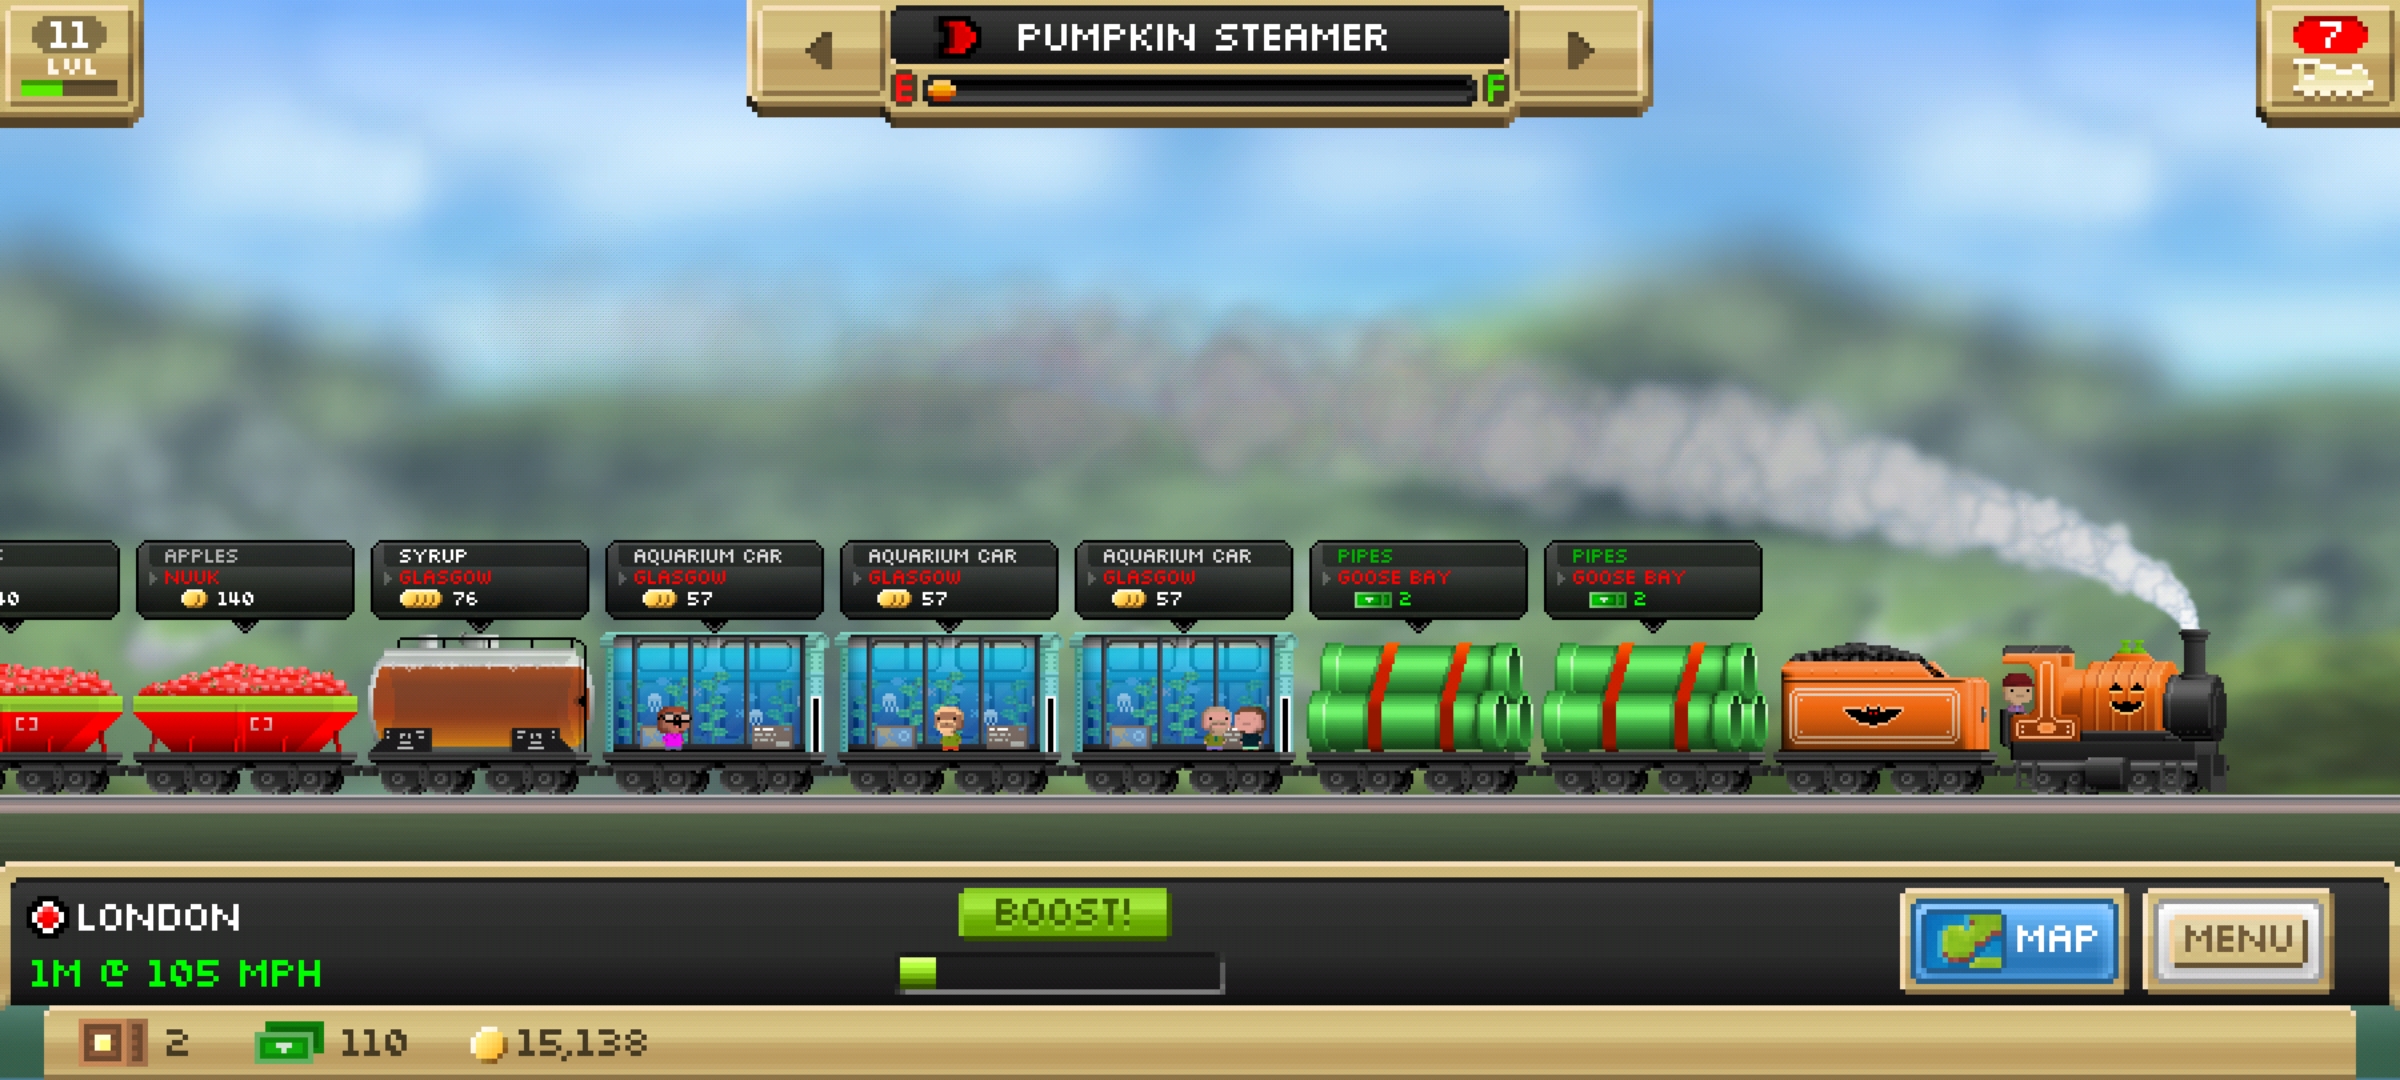 11
LVL
PUMPKIN STEAMER
E F
7
APPLES
NUUK
140
SYRUP
GLASGOW
76
AQUARIUM CAR
GLASGOW
57
AQUARIUM CAR
GLASGOW
57
AQUARIUM CAR
GLASGOW
57
PIPES
GOOSE BAY
2
PIPES
GOOSE BAY
2
LONDON
1M @ 105 MPH
BOOST!
MAP
MENU
2
110
15,138